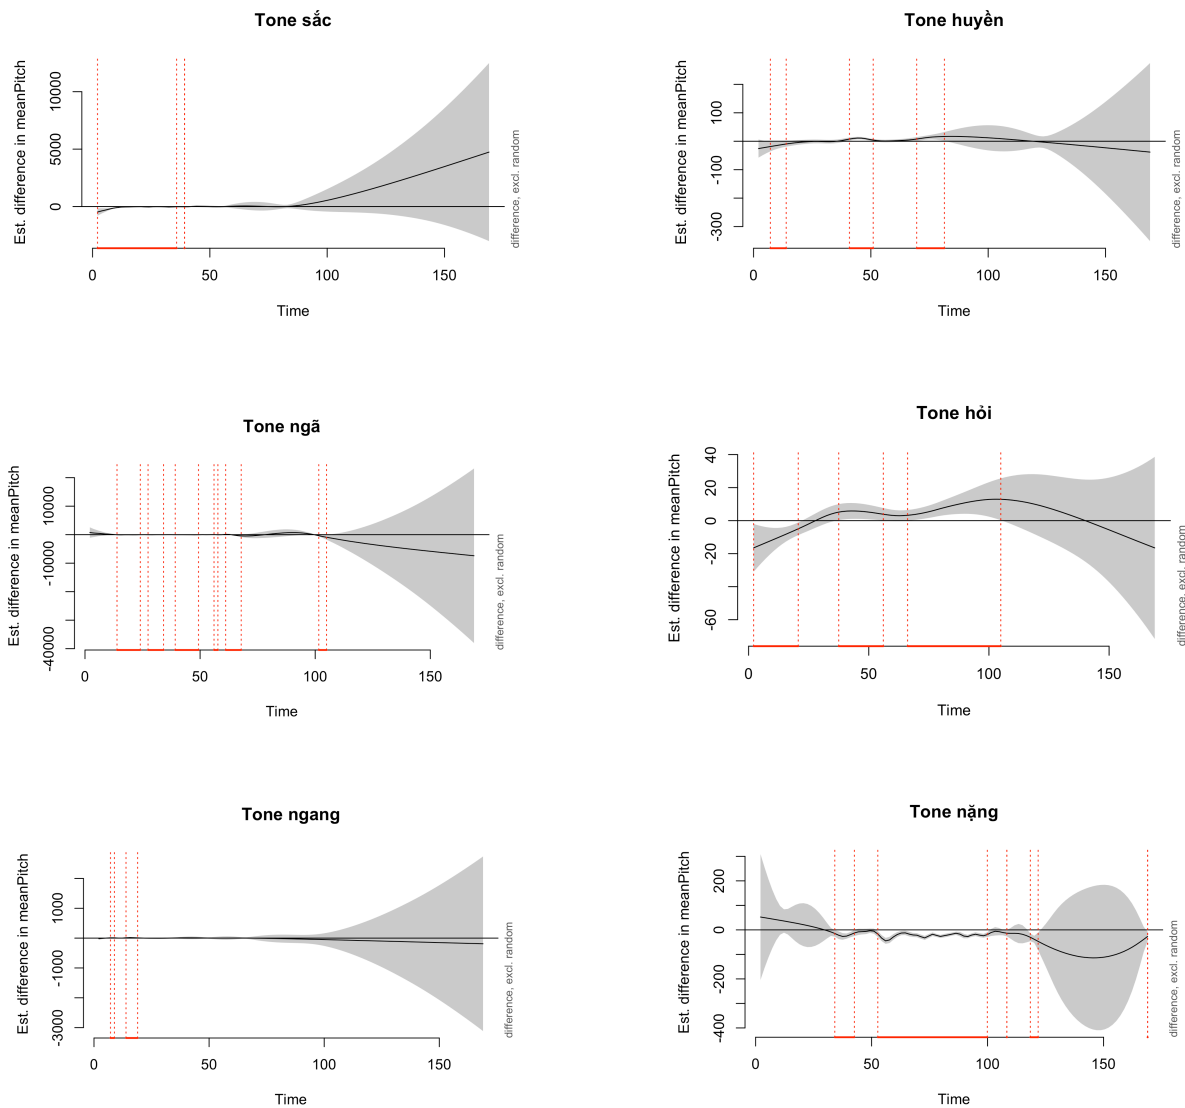 Tone sắc
Est. difference in meanPitch
0 5000 10000
0 50 100 150
Time
difference, excl. random
Tone huyền
Est. difference in meanPitch
-300 -100 100
0 50 100 150
Time
difference, excl. random
Tone ngã
Est. difference in meanPitch
-40000 -10000 10000
0 50 100 150
Time
difference, excl. random
Tone hỏi
Est. difference in meanPitch
-60 -20 0 20 40
0 50 100 150
Time
difference, excl. random
Tone ngang
Est. difference in meanPitch
-3000 -1000 1000
0 50 100 150
Time
difference, excl. random
Tone nặng
Est. difference in meanPitch
-400 -200 0 200
0 50 100 150
Time
difference, excl. random